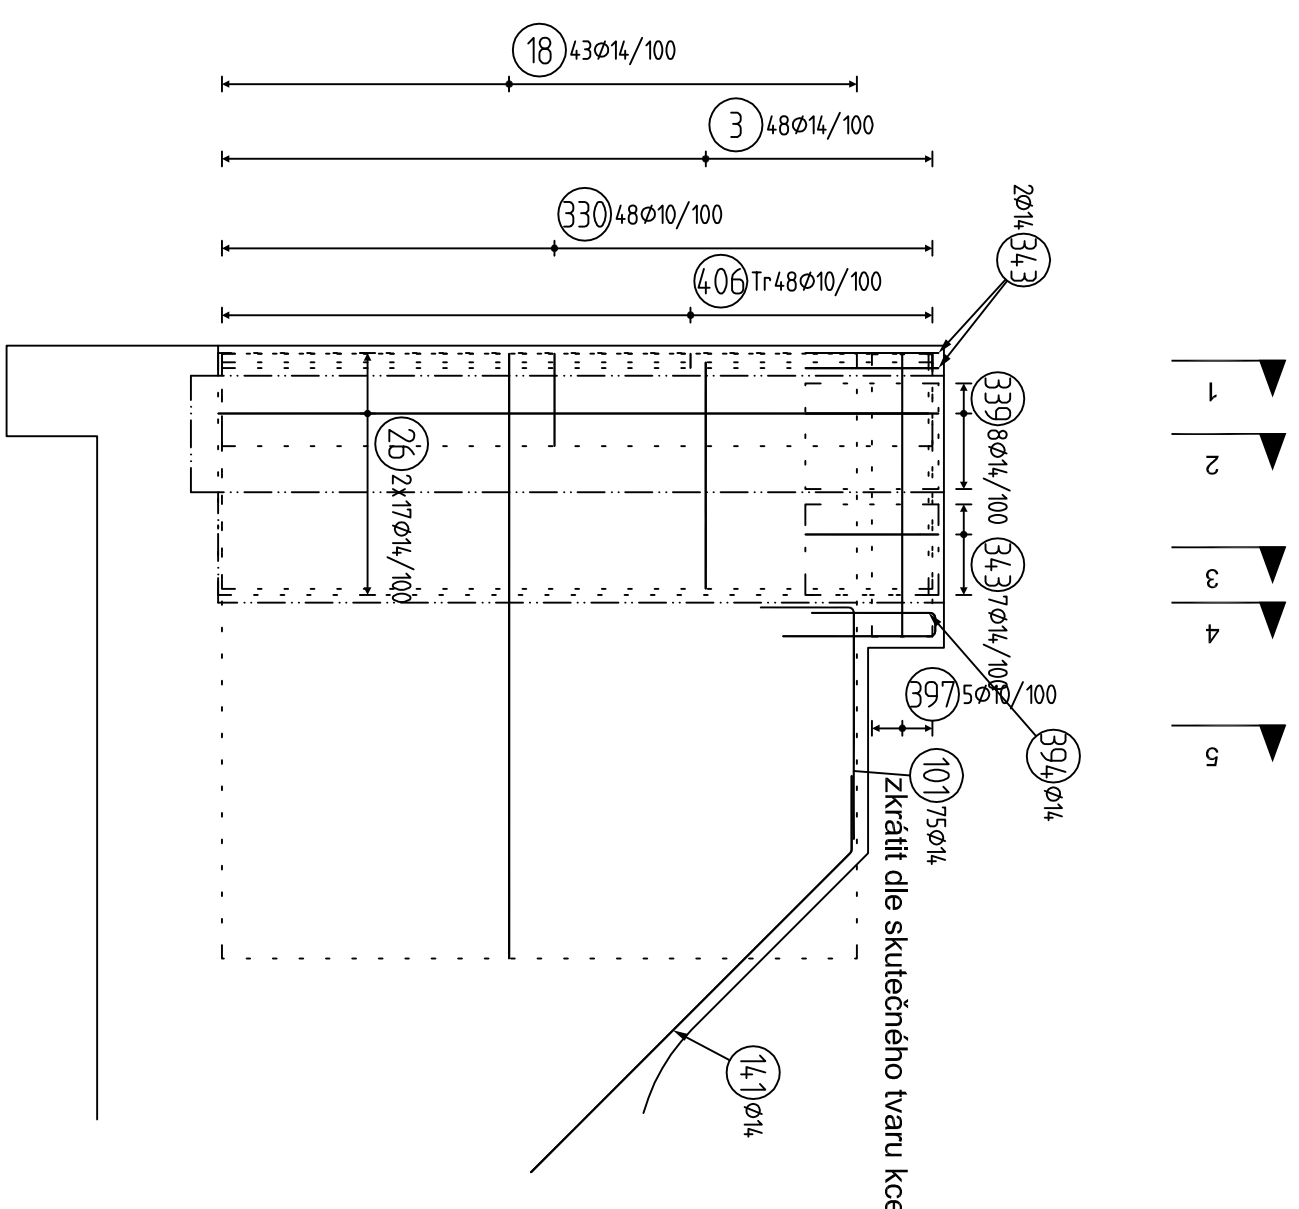 18 43Ø14/100
3 48Ø14/100
330 48Ø10/100
406 Tr48Ø10/100
2Ø14 343
339 8Ø14/100
26 2x17Ø14/100
343 7Ø14/100
397 5Ø10/100
394 Ø14
101 75Ø14
zkrátit dle skutečného tvaru kce
141 Ø14
1
2
3
4
5